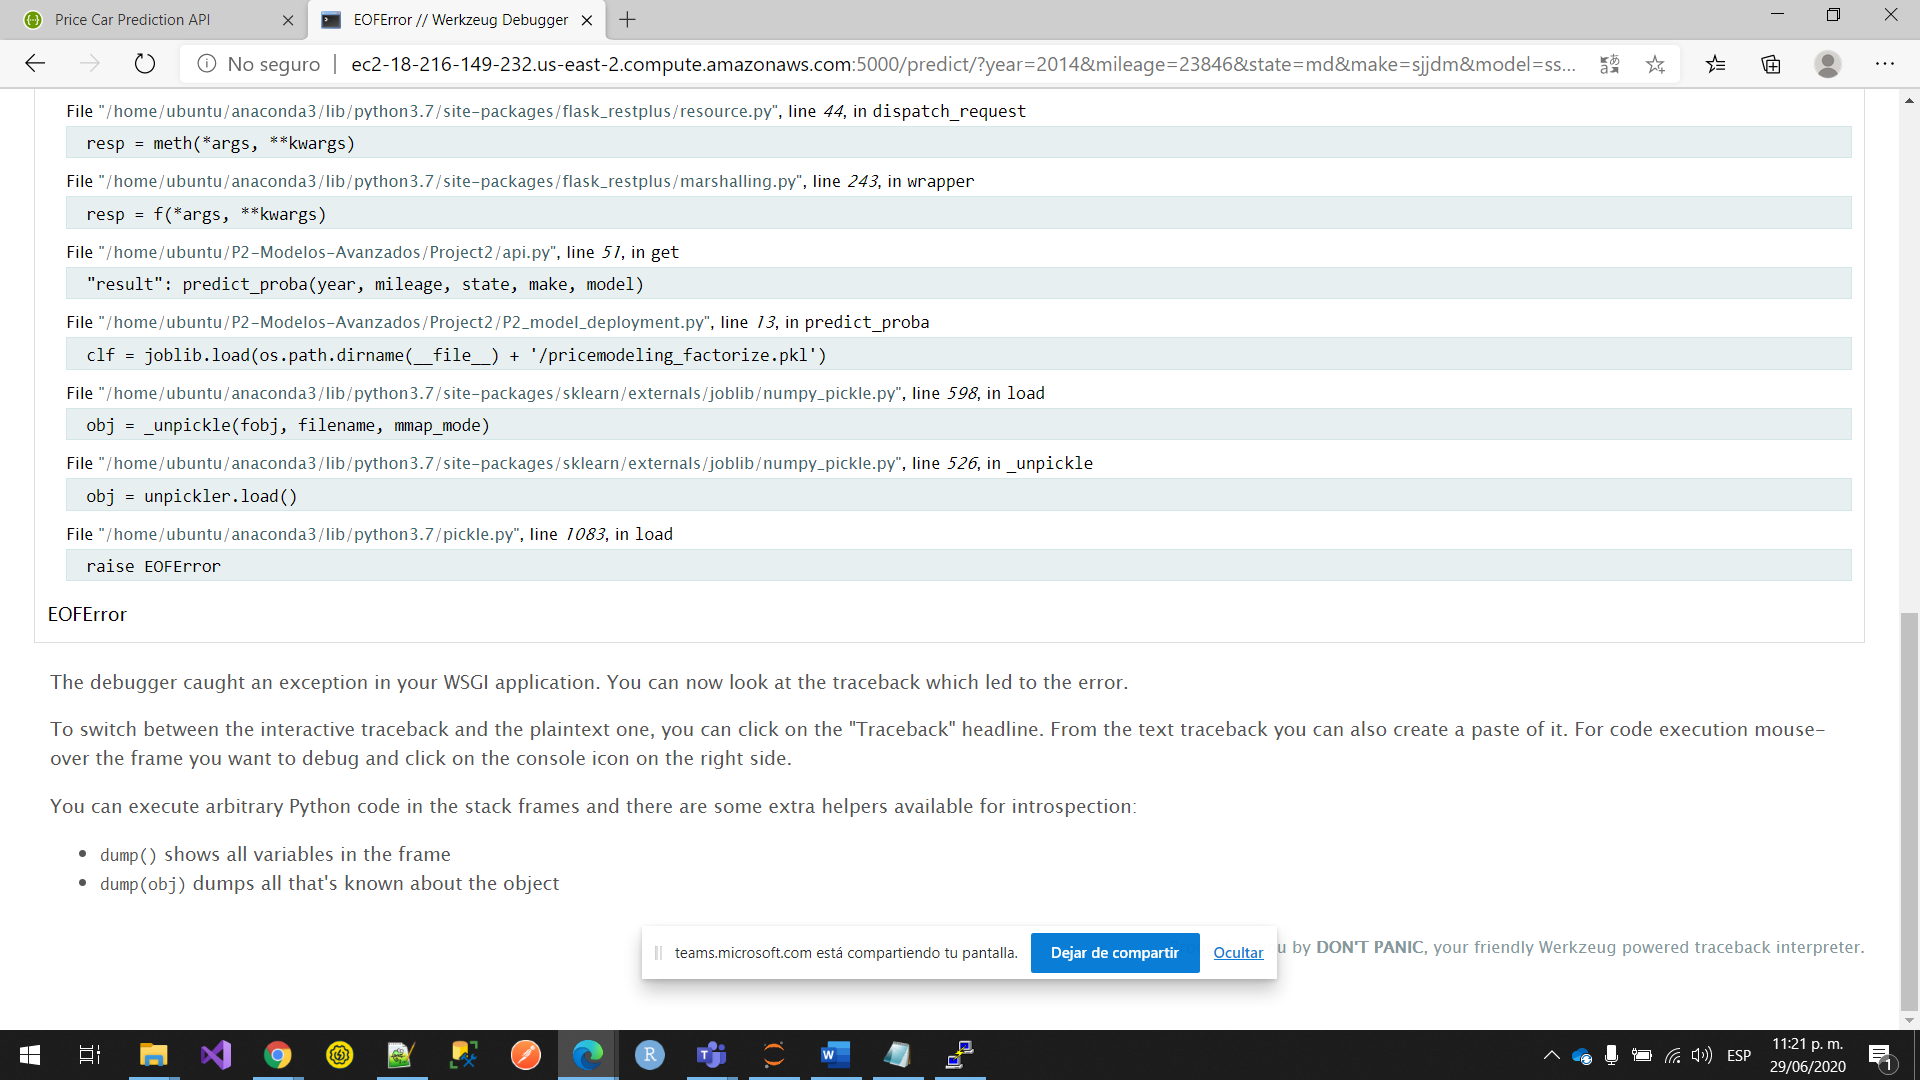 Price Car Prediction API
EOFError // Werkzeug Debugger
No seguro
ec2-18-216-149-232.us-east-2.compute.amazonaws.com:5000/predict/?year=2014&mileage=23846&state=md&make=sjjdm&model=ss...
File "/home/ubuntu/anaconda3/lib/python3.7/site-packages/flask_restplus/resource.py", line 44, in dispatch_request
resp = meth(*args, **kwargs)
File "/home/ubuntu/anaconda3/lib/python3.7/site-packages/flask_restplus/marshalling.py", line 243, in wrapper
resp = f(*args, **kwargs)
File "/home/ubuntu/P2-Modelos-Avanzados/Project2/api.py", line 51, in get
"result": predict_proba(year, mileage, state, make, model)
File "/home/ubuntu/P2-Modelos-Avanzados/Project2/P2_model_deployment.py", line 13, in predict_proba
clf = joblib.load(os.path.dirname(__file__) + '/pricemodeling_factorize.pkl')
File "/home/ubuntu/anaconda3/lib/python3.7/site-packages/sklearn/externals/joblib/numpy_pickle.py", line 598, in load
obj = _unpickle(fobj, filename, mmap_mode)
File "/home/ubuntu/anaconda3/lib/python3.7/site-packages/sklearn/externals/joblib/numpy_pickle.py", line 526, in _unpickle
obj = unpickler.load()
File "/home/ubuntu/anaconda3/lib/python3.7/pickle.py", line 1083, in load
raise EOFError
EOFError
The debugger caught an exception in your WSGI application. You can now look at the traceback which led to the error.
To switch between the interactive traceback and the plaintext one, you can click on the "Traceback" headline. From the text traceback you can also create a paste of it. For code execution mouse-
over the frame you want to debug and click on the console icon on the right side.
You can execute arbitrary Python code in the stack frames and there are some extra helpers available for introspection:
• dump() shows all variables in the frame
• dump(obj) dumps all that's known about the object
teams.microsoft.com está compartiendo tu pantalla. Dejar de compartir Ocultar
u by DON'T PANIC, your friendly Werkzeug powered traceback interpreter.
ESP
11:21 p. m.
29/06/2020
1